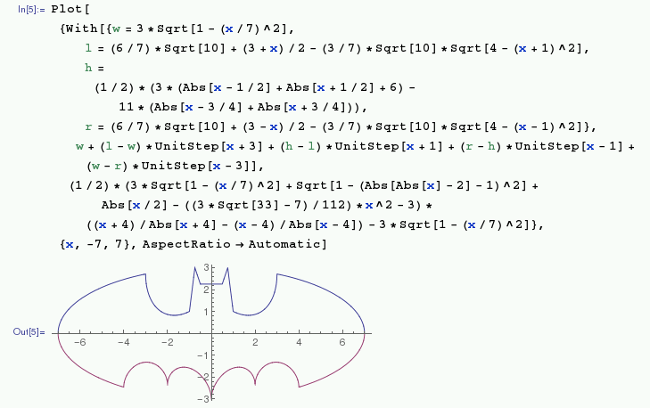 In[5]:= Plot[
{With[{w = 3 * Sqrt[1 - (x / 7) ^ 2],
l = (6 / 7) * Sqrt[10] + (3 + x) / 2 - (3 / 7) * Sqrt[10] * Sqrt[4 - (x + 1) ^ 2],
h =
(1 / 2) * (3 * (Abs[x - 1 / 2] + Abs[x + 1 / 2] + 6) -
11 * (Abs[x - 3 / 4] + Abs[x + 3 / 4])),
r = (6 / 7) * Sqrt[10] + (3 - x) / 2 - (3 / 7) * Sqrt[10] * Sqrt[4 - (x - 1) ^ 2]},
w + (l - w) * UnitStep[x + 3] + (h - l) * UnitStep[x + 1] + (r - h) * UnitStep[x - 1] +
(w - r) * UnitStep[x - 3]],
(1 / 2) * (3 * Sqrt[1 - (x / 7) ^ 2] + Sqrt[1 - (Abs[Abs[x] - 2] - 1) ^ 2] +
Abs[x / 2] - ((3 * Sqrt[33] - 7) / 112) * x ^ 2 - 3) *
((x + 4) / Abs[x + 4] - (x - 4) / Abs[x - 4]) - 3 * Sqrt[1 - (x / 7) ^ 2]},
{x, -7, 7}, AspectRatio → Automatic]
3
2
1
Out[5]=
-6 -4 -2 2 4 6
-1
-2
-3